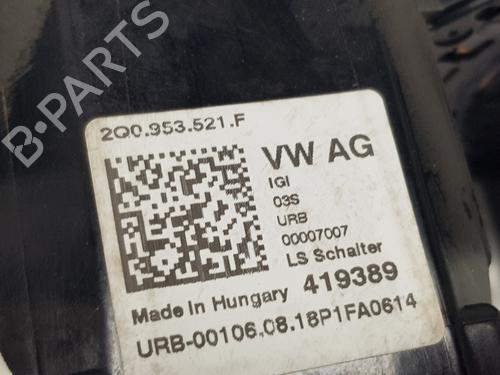 B-PARTS
2Q0.953.521.F
VW AG
IGI
03S
URB
00007007
LS Schalter
Made in Hungary 419389
URB-00106.08.18P1FA0614